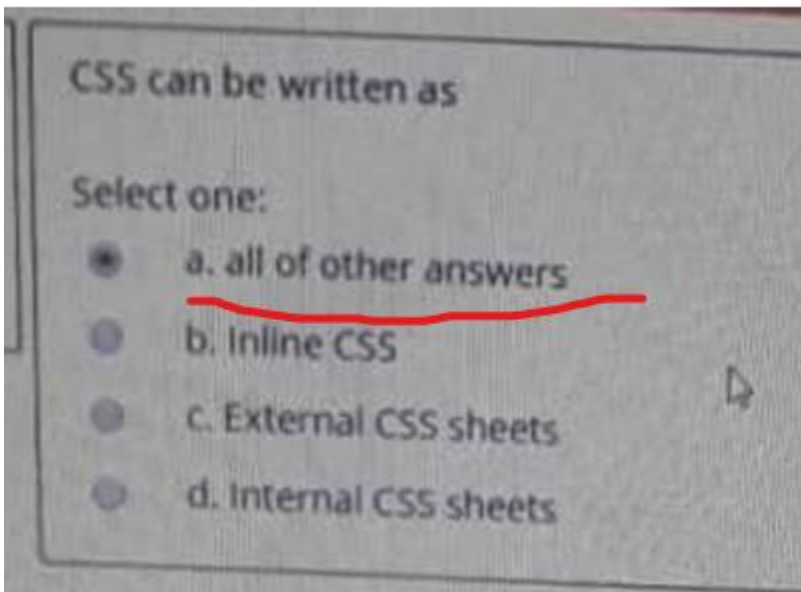 CSS can be written as
Select one:
a. all of other answers
b. Inline CSS
c. External CSS sheets
d. Internal CSS sheets